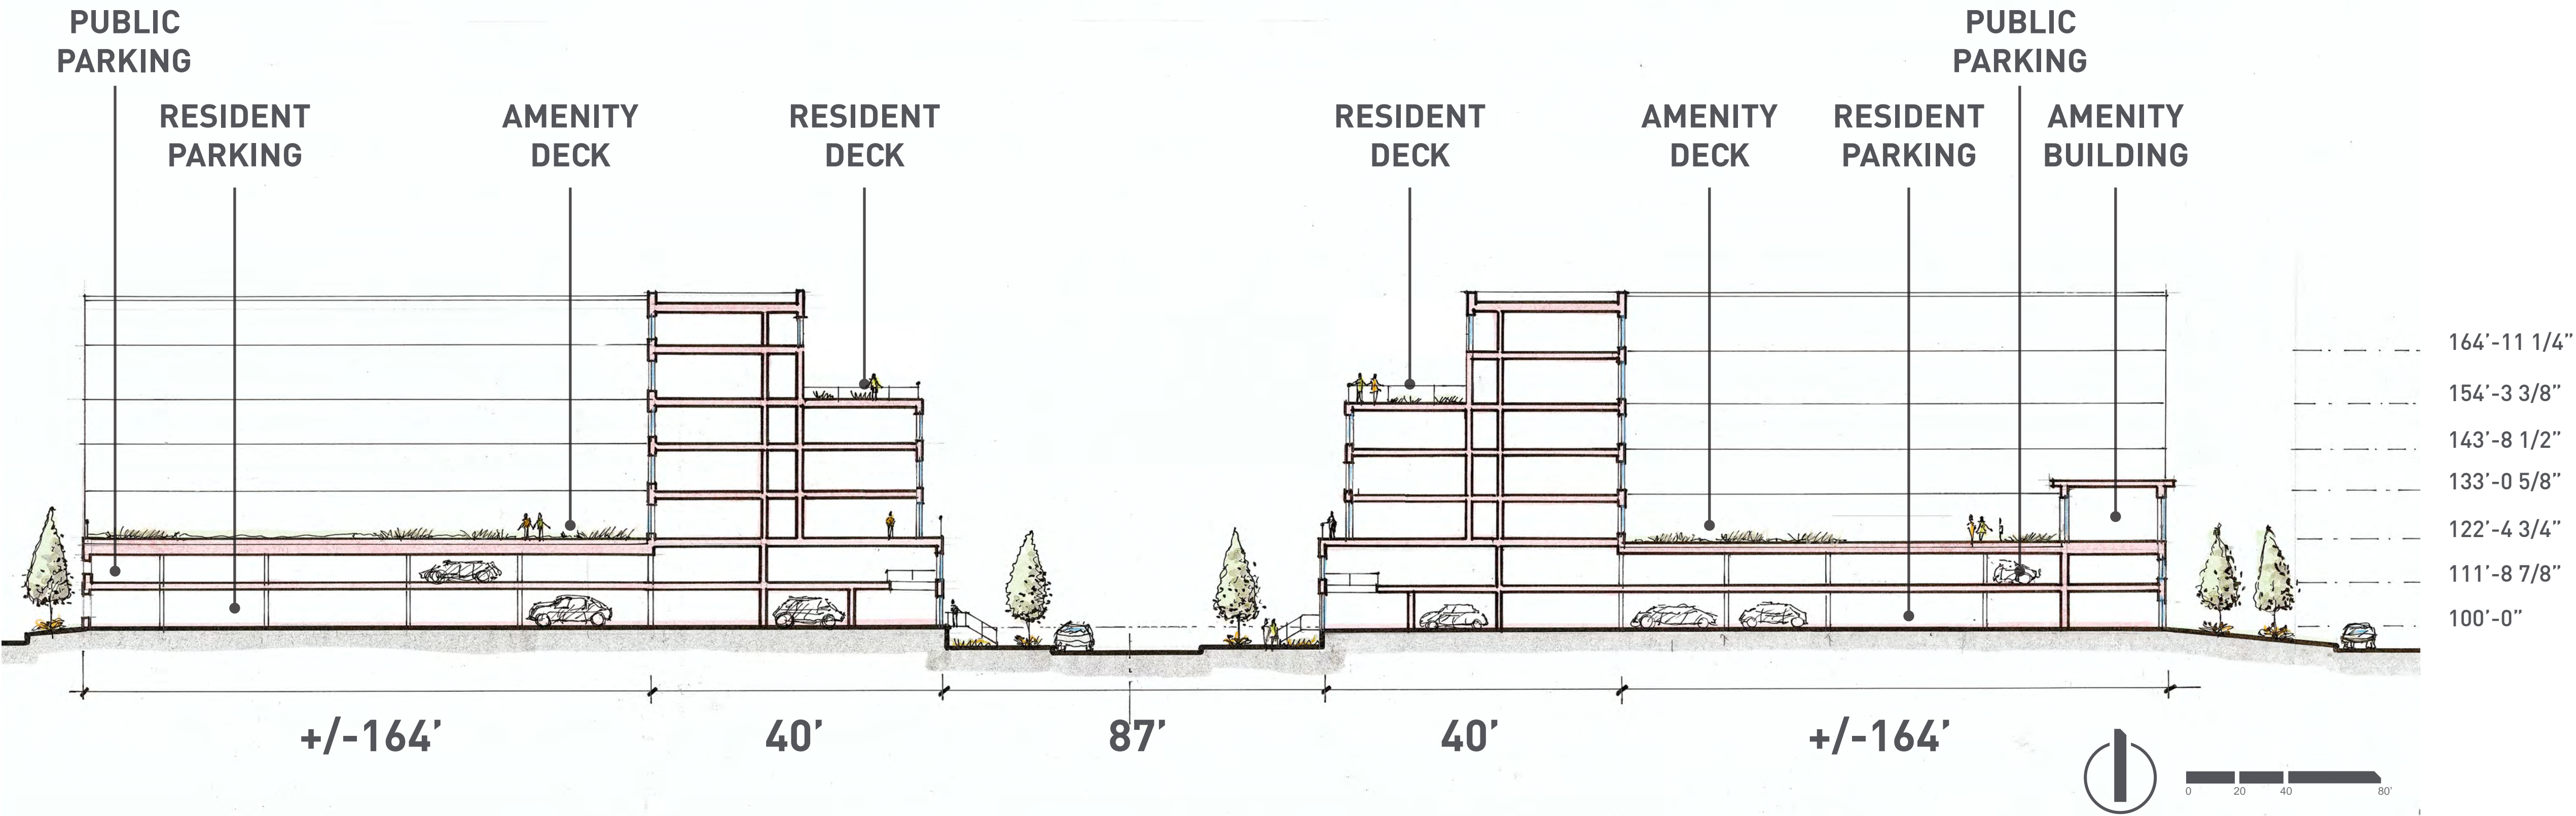 PUBLIC
PARKING
PUBLIC
PARKING
RESIDENT
PARKING
AMENITY
DECK
RESIDENT
DECK
RESIDENT
DECK
AMENITY
DECK
RESIDENT
PARKING
AMENITY
BUILDING
164’-11 1/4”
154’-3 3/8”
143’-8 1/2”
133’-0 5/8”
122’-4 3/4”
111’-8 7/8”
100’-0”
+/-164’
40’
87’
40’
+/-164’
0 20 40 80’